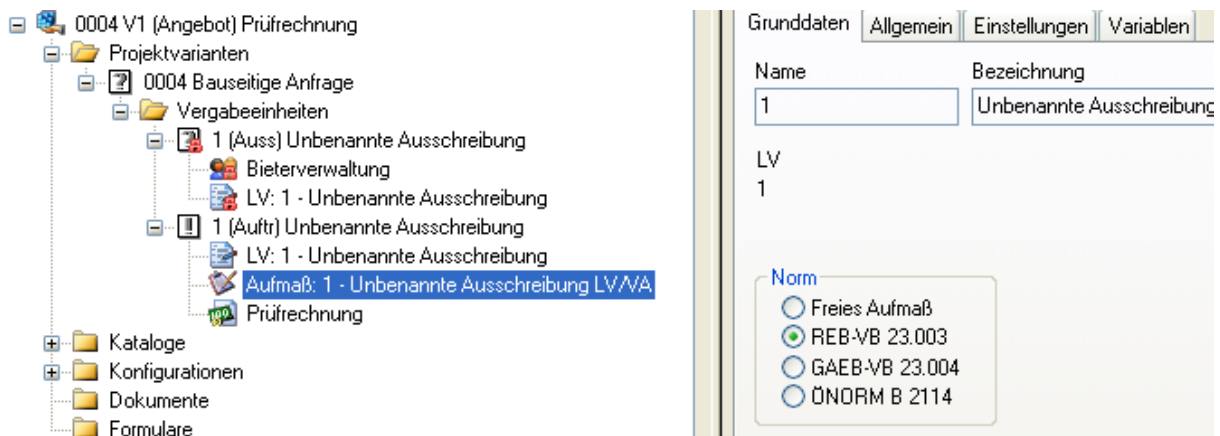 0004 V1 (Angebot) Prüfrechnung
Projektvarianten
0004 Bauseitige Anfrage
Vergabeeinheiten
1 (Auss) Unbenannte Ausschreibung
Bieterverwaltung
LV: 1 - Unbenannte Ausschreibung
1 (Auftr) Unbenannte Ausschreibung
LV: 1 - Unbenannte Ausschreibung
Aufmaß: 1 - Unbenannte Ausschreibung LV/VA
Prüfrechnung
Kataloge
Konfigurationen
Dokumente
Formulare
Grunddaten Allgemein Einstellungen Variablen
Name Bezeichnung
1 Unbenannte Ausschreibung
LV
1
Norm
Freies Aufmaß
REB-VB 23.003
GAEB-VB 23.004
ÖNORM B 2114